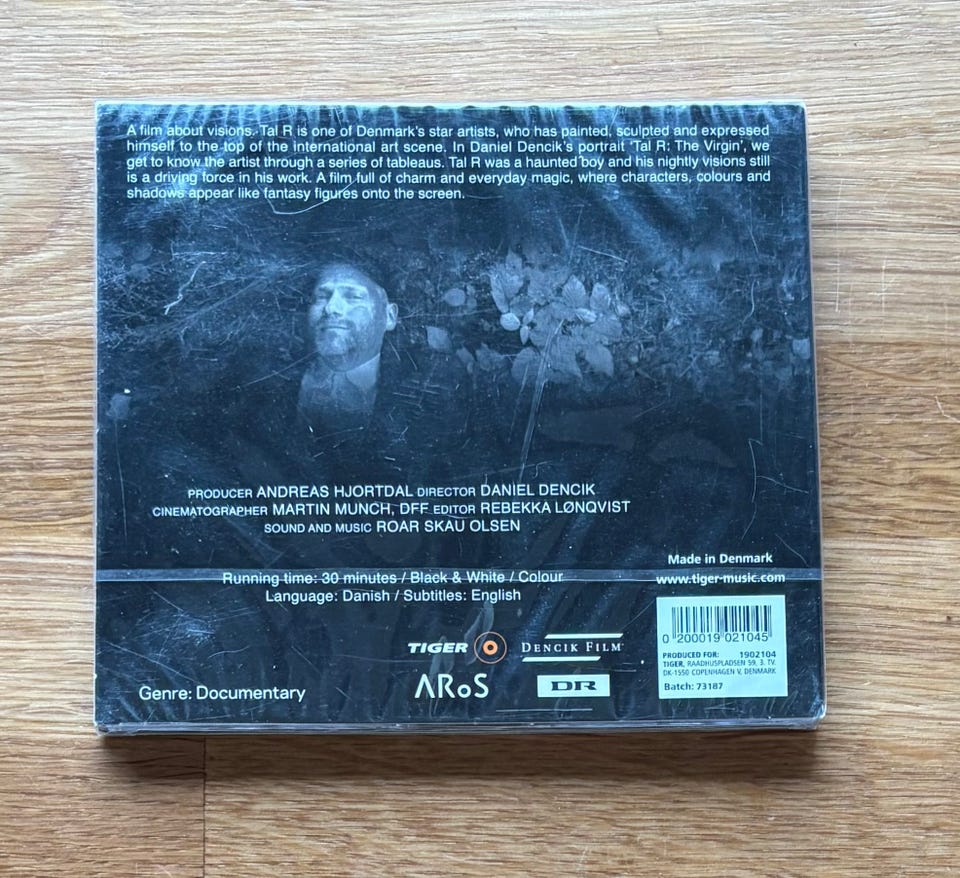 A film about visions. Tal R is one of Denmark's star artists, who has painted, sculpted and expressed
himself to the top of the international art scene. In Daniel Dencik's portrait 'Tal R: The Virgin', we
get to know the artist through a series of tableaus. Tal R was a haunted boy and his nightly visions still
is a driving force in his work. A film full of charm and everyday magic, where characters, colours and
shadows appear like fantasy figures onto the screen.
PRODUCER ANDREAS HJORTDAL DIRECTOR DANIEL DENCIK
CINEMATOGRAPHER MARTIN MUNCH, DFF EDITOR REBEKKA LØNQVIST
SOUND AND MUSIC ROAR SKAU OLSEN
Running time: 30 minutes / Black & White / Colour
Language: Danish / Subtitles: English
Made in Denmark
www.tiger-music.com
0 200019 021045
PRODUCED FOR: 1902104
TIGER, RAADHUSPLADSEN 59, 3. TV.
DK-1550 COPENHAGEN V, DENMARK
Batch: 73187
TIGER DENCIK FILM
ARoS DR
Genre: Documentary